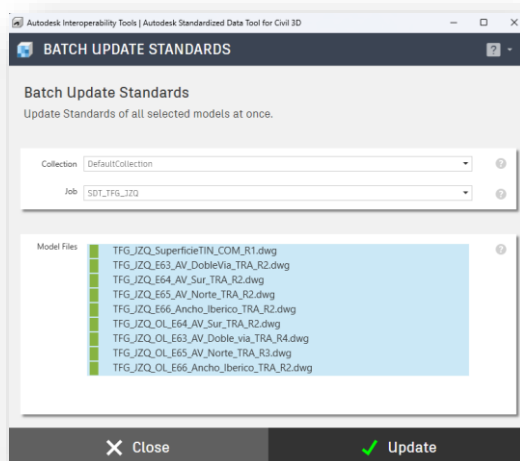 Autodesk Interoperability Tools | Autodesk Standardized Data Tool for Civil 3D
BATCH UPDATE STANDARDS
?
Batch Update Standards
Update Standards of all selected models at once.
Collection DefaultCollection ?
Job SDT_TFG_JZQ ?
Model Files ?
TFG_JZQ_SuperficieTIN_COM_R1.dwg
TFG_JZQ_E63_AV_DobleVia_TRA_R2.dwg
TFG_JZQ_E64_AV_Sur_TRA_R2.dwg
TFG_JZQ_E65_AV_Norte_TRA_R2.dwg
TFG_JZQ_E66_Ancho_Iberico_TRA_R2.dwg
TFG_JZQ_OL_E64_AV_Sur_TRA_R2.dwg
TFG_JZQ_OL_E63_AV_Doble_via_TRA_R4.dwg
TFG_JZQ_OL_E65_AV_Norte_TRA_R3.dwg
TFG_JZQ_OL_E66_Ancho_Iberico_TRA_R2.dwg
Close
Update